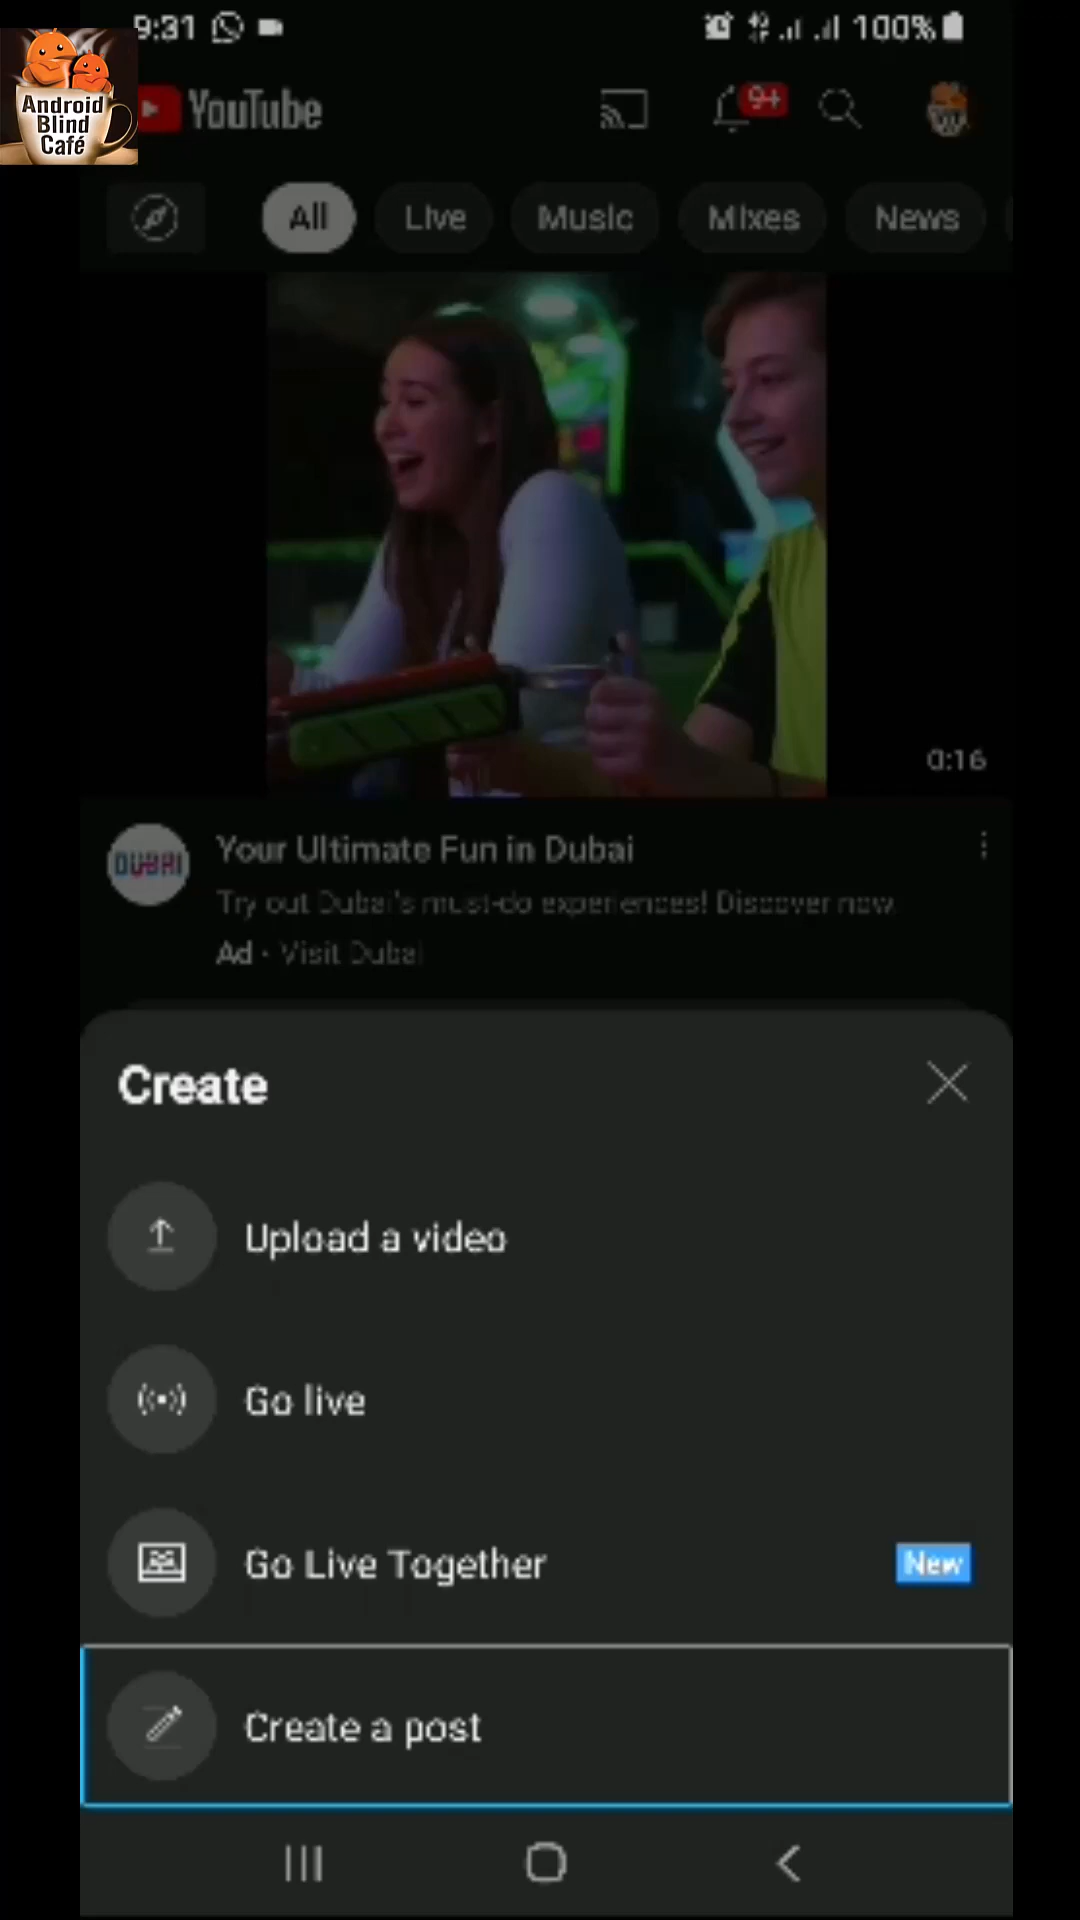 9:31
100%
Android
Blind
Café
YouTube
9+
All
Live
Music
Mixes
News
0:16
DUBAI
Your Ultimate Fun in Dubai
Try out Dubai's must-do experiences! Discover now.
Ad · Visit Dubai
Create
Upload a video
Go live
Go Live Together
New
Create a post